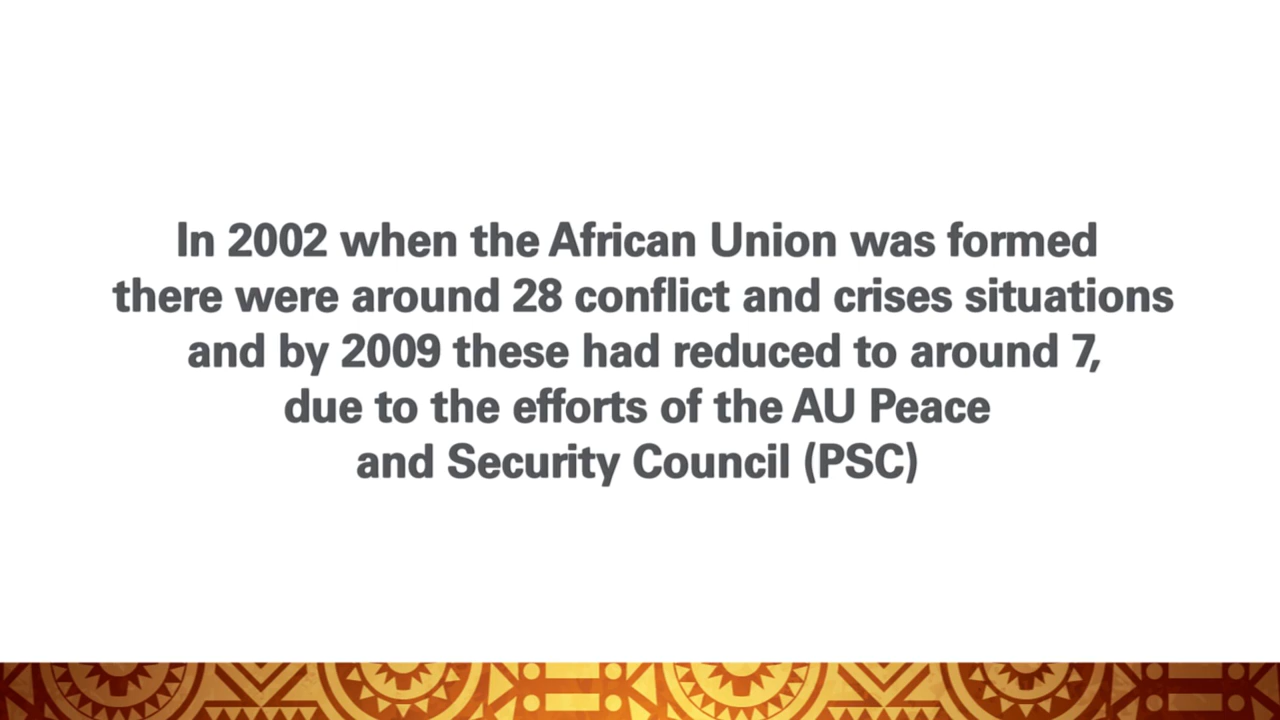 In 2002 when the African Union was formed
there were around 28 conflict and crises situations
and by 2009 these had reduced to around 7,
due to the efforts of the AU Peace
and Security Council (PSC)